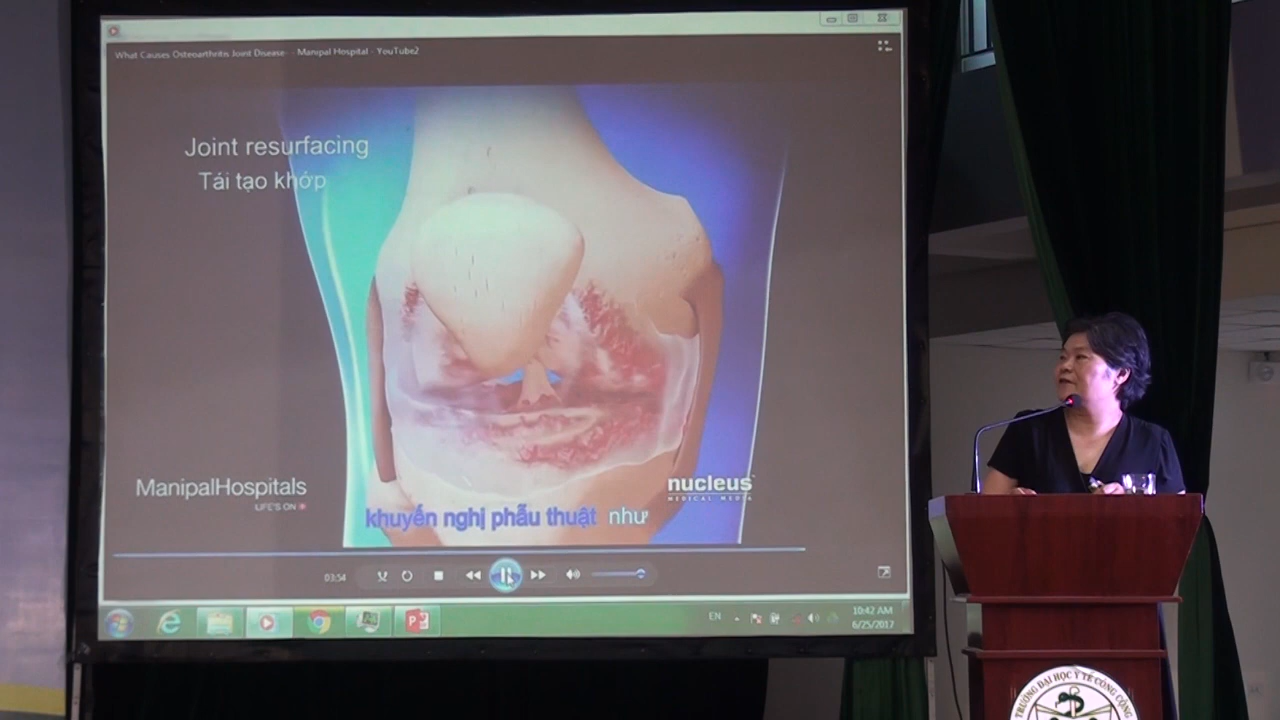 What Causes Osteoarthritis Joint Disease - Manipal Hospital - YouTube2
Joint resurfacing
Tái tạo khớp
ManipalHospitals
LIFE'S ON
nucleus
MEDICAL MEDIA
khuyến nghị phẫu thuật như
03:54
EN
10:42 AM
6/25/2017
TRƯỜNG ĐẠI HỌC Y TẾ CÔNG CỘNG